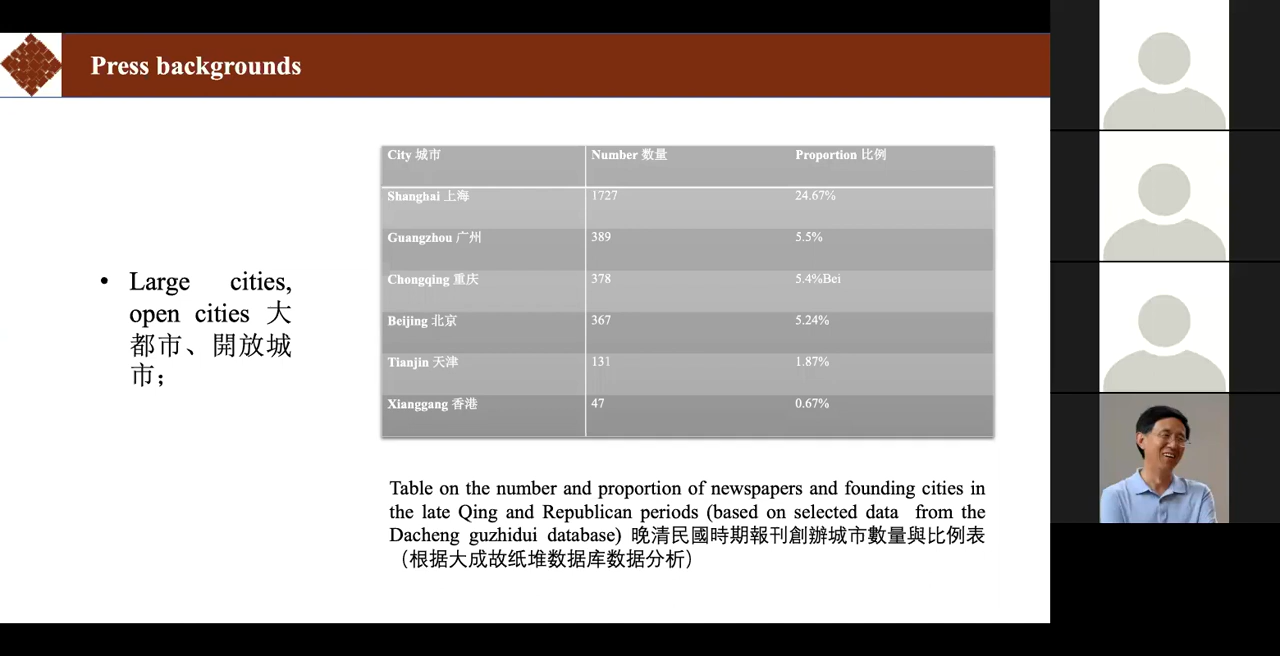 Press backgrounds
• Large cities,
open cities 大
都市、開放城
市；
City 城市 Number 数量 Proportion 比例
Shanghai 上海 1727 24.67%
Guangzhou 广州 389 5.5%
Chongqing 重庆 378 5.4%Bei
Beijing 北京 367 5.24%
Tianjin 天津 131 1.87%
Xianggang 香港 47 0.67%
Table on the number and proportion of newspapers and founding cities in
the late Qing and Republican periods (based on selected data from the
Dacheng guzhidui database) 晚清民國時期報刊創辦城市數量與比例表
（根据大成故纸堆数据库数据分析）